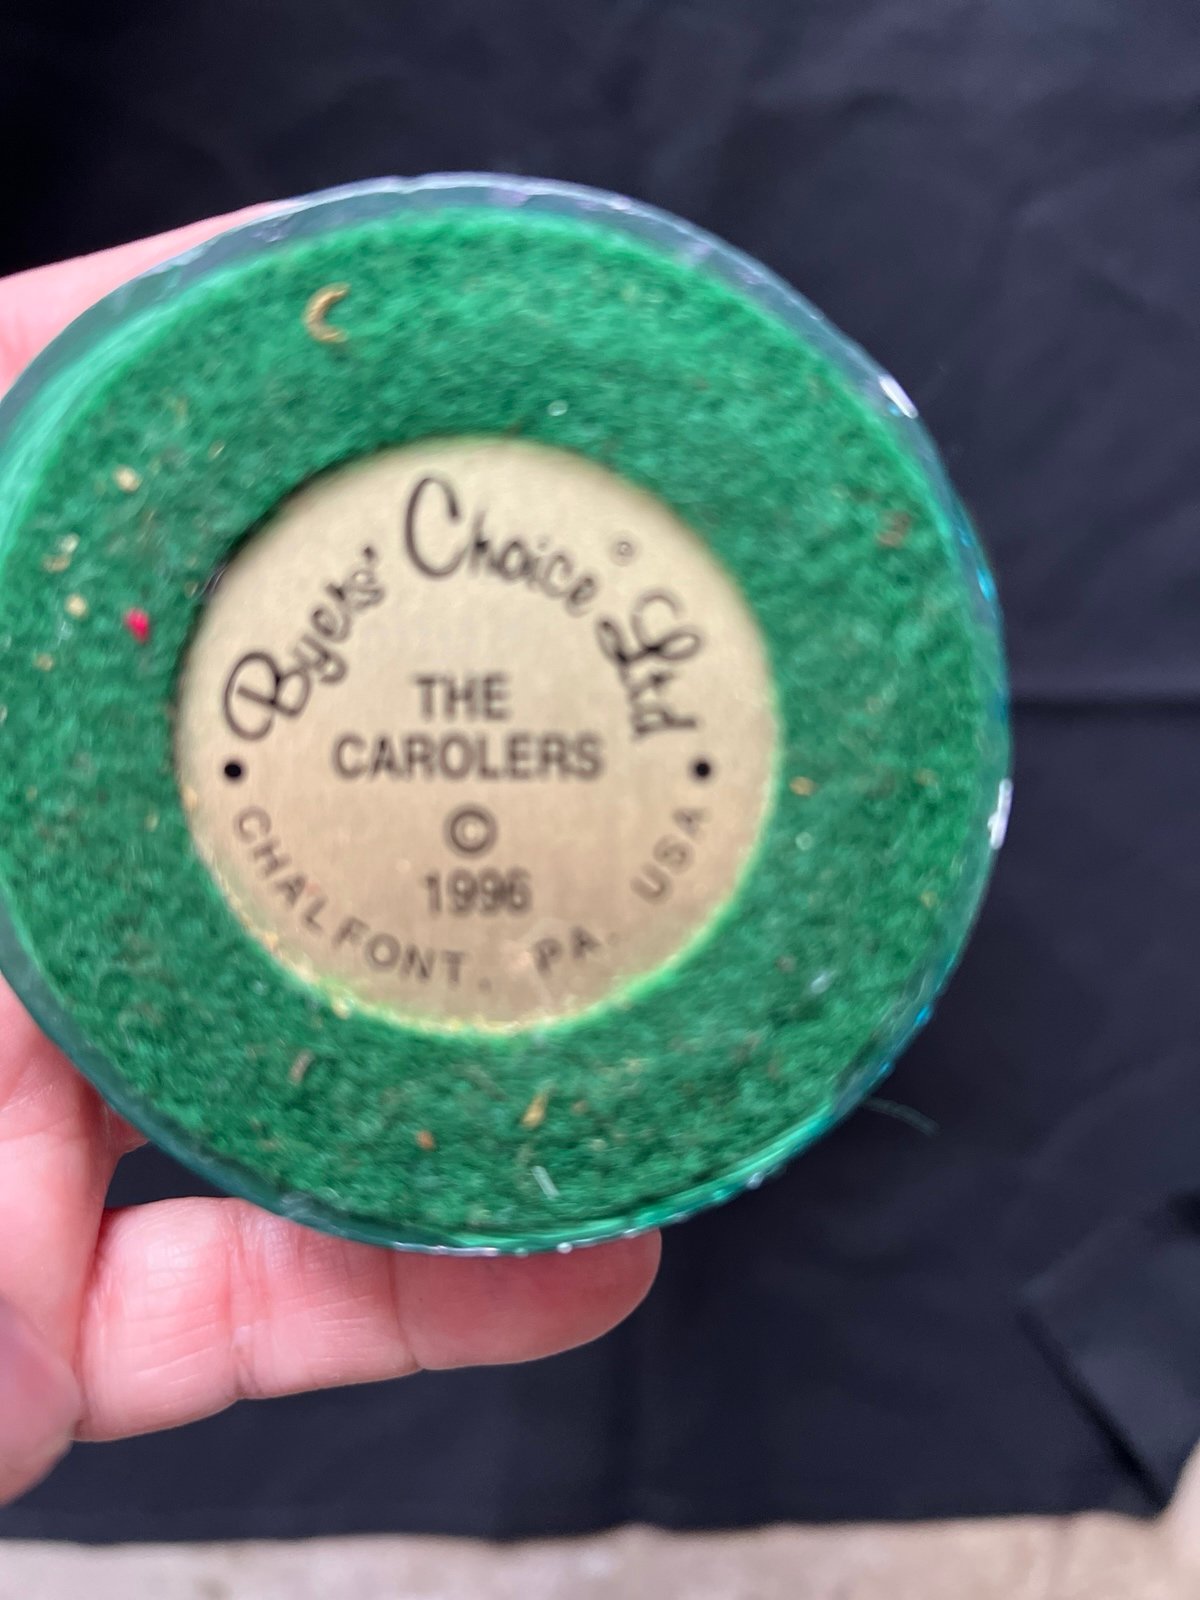 Byers' Choice® Ltd
THE
CAROLERS
©
1996
• CHALFONT, PA. USA •